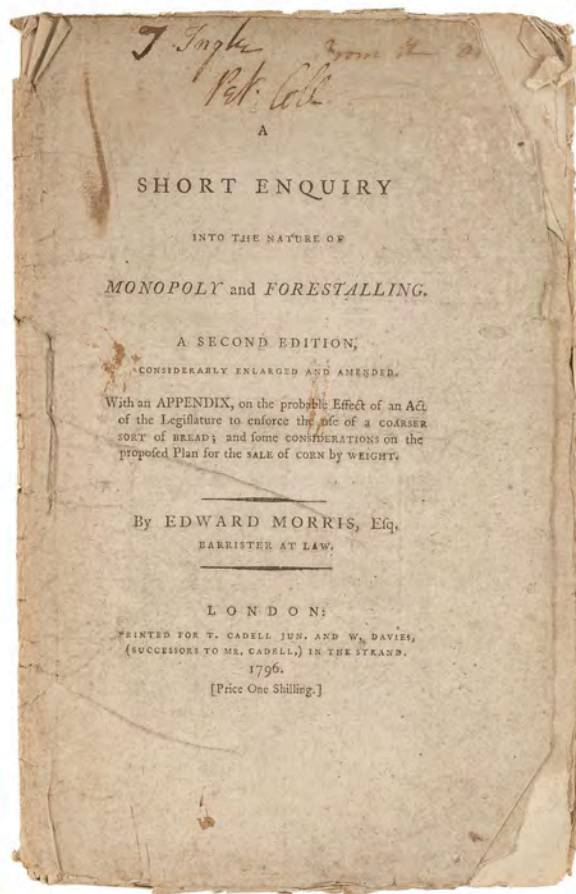 Pet. Coll.
A
SHORT ENQUIRY
INTO THE NATURE OF
MONOPOLY and FORESTALLING.
A SECOND EDITION,
CONSIDERABLY ENLARGED AND AMENDED.
With an APPENDIX, on the probable Effect of an Act
of the Legiſlature to enforce the uſe of a COARSER
SORT of BREAD; and ſome CONSIDERATIONS on the
propoſed Plan for the SALE of CORN by WEIGHT.
By EDWARD MORRIS, Eſq.
BARRISTER AT LAW.
LONDON:
PRINTED FOR T. CADELL JUN. AND W. DAVIES,
(SUCCESSORS TO MR. CADELL,) IN THE STRAND.
1796.
[Price One Shilling.]